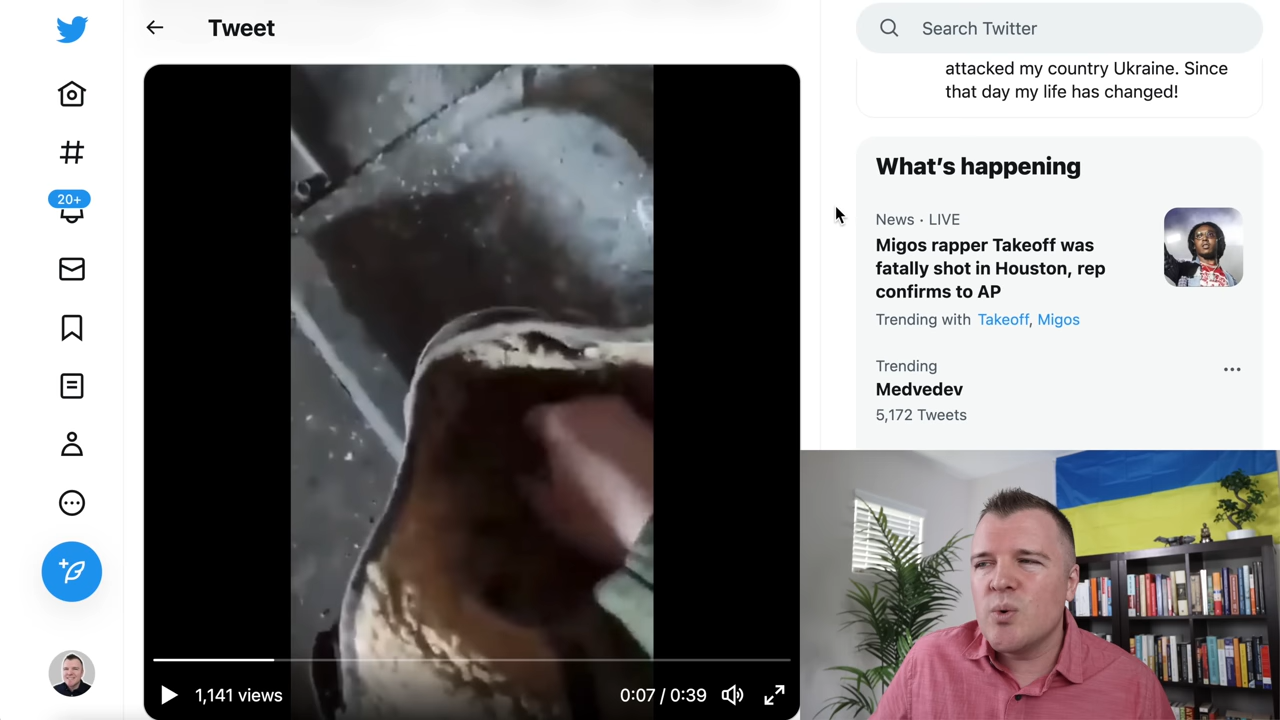 Tweet
Search Twitter
attacked my country Ukraine. Since
that day my life has changed!
What's happening
20+
News · LIVE
Migos rapper Takeoff was
fatally shot in Houston, rep
confirms to AP
Trending with Takeoff, Migos
Trending
Medvedev
5,172 Tweets
1,141 views
0:07 / 0:39